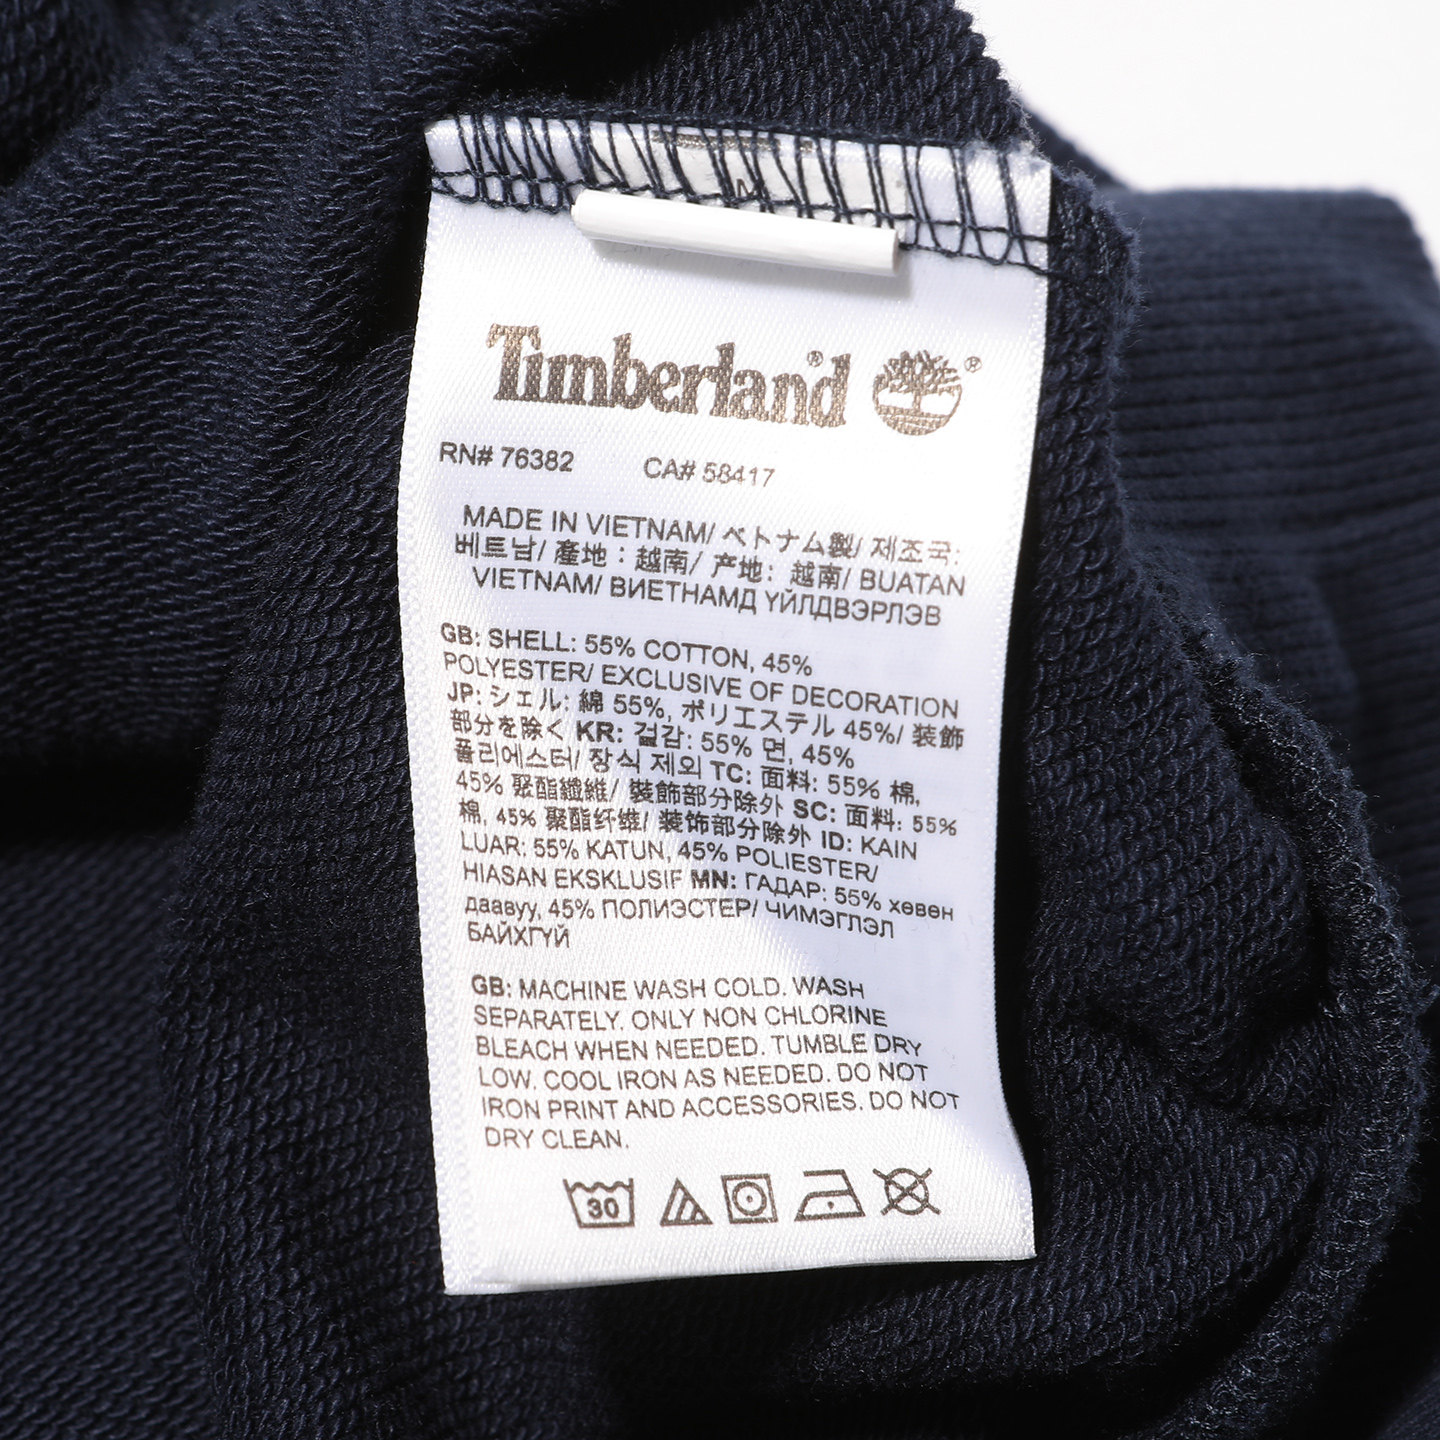 Timberland®
®
RN# 76382 CA# 58417
MADE IN VIETNAM/ ベトナム製/ 제조국:
베트남/ 產地：越南/ 产地：越南/ BUATAN
VIETNAM/ ВИЕТНАМД ҮЙЛДВЭРЛЭВ
GB: SHELL: 55% COTTON, 45%
POLYESTER/ EXCLUSIVE OF DECORATION
JP: シェル: 綿 55%, ポリエステル 45%/ 装飾
部分を除く KR: 겉감: 55% 면, 45%
폴리에스터/ 장식 제외 TC: 面料: 55% 棉,
45% 聚酯纖維/ 裝飾部分除外 SC: 面料: 55%
棉, 45% 聚酯纤维/ 装饰部分除外 ID: KAIN
LUAR: 55% KATUN, 45% POLIESTER/
HIASAN EKSKLUSIF MN: ГАДАР: 55% хөвөн
даавуу, 45% ПОЛИЭСТЕР/ ЧИМЭГЛЭЛ
БАЙХГҮЙ
GB: MACHINE WASH COLD. WASH
SEPARATELY. ONLY NON CHLORINE
BLEACH WHEN NEEDED. TUMBLE DRY
LOW. COOL IRON AS NEEDED. DO NOT
IRON PRINT AND ACCESSORIES. DO NOT
DRY CLEAN.
30